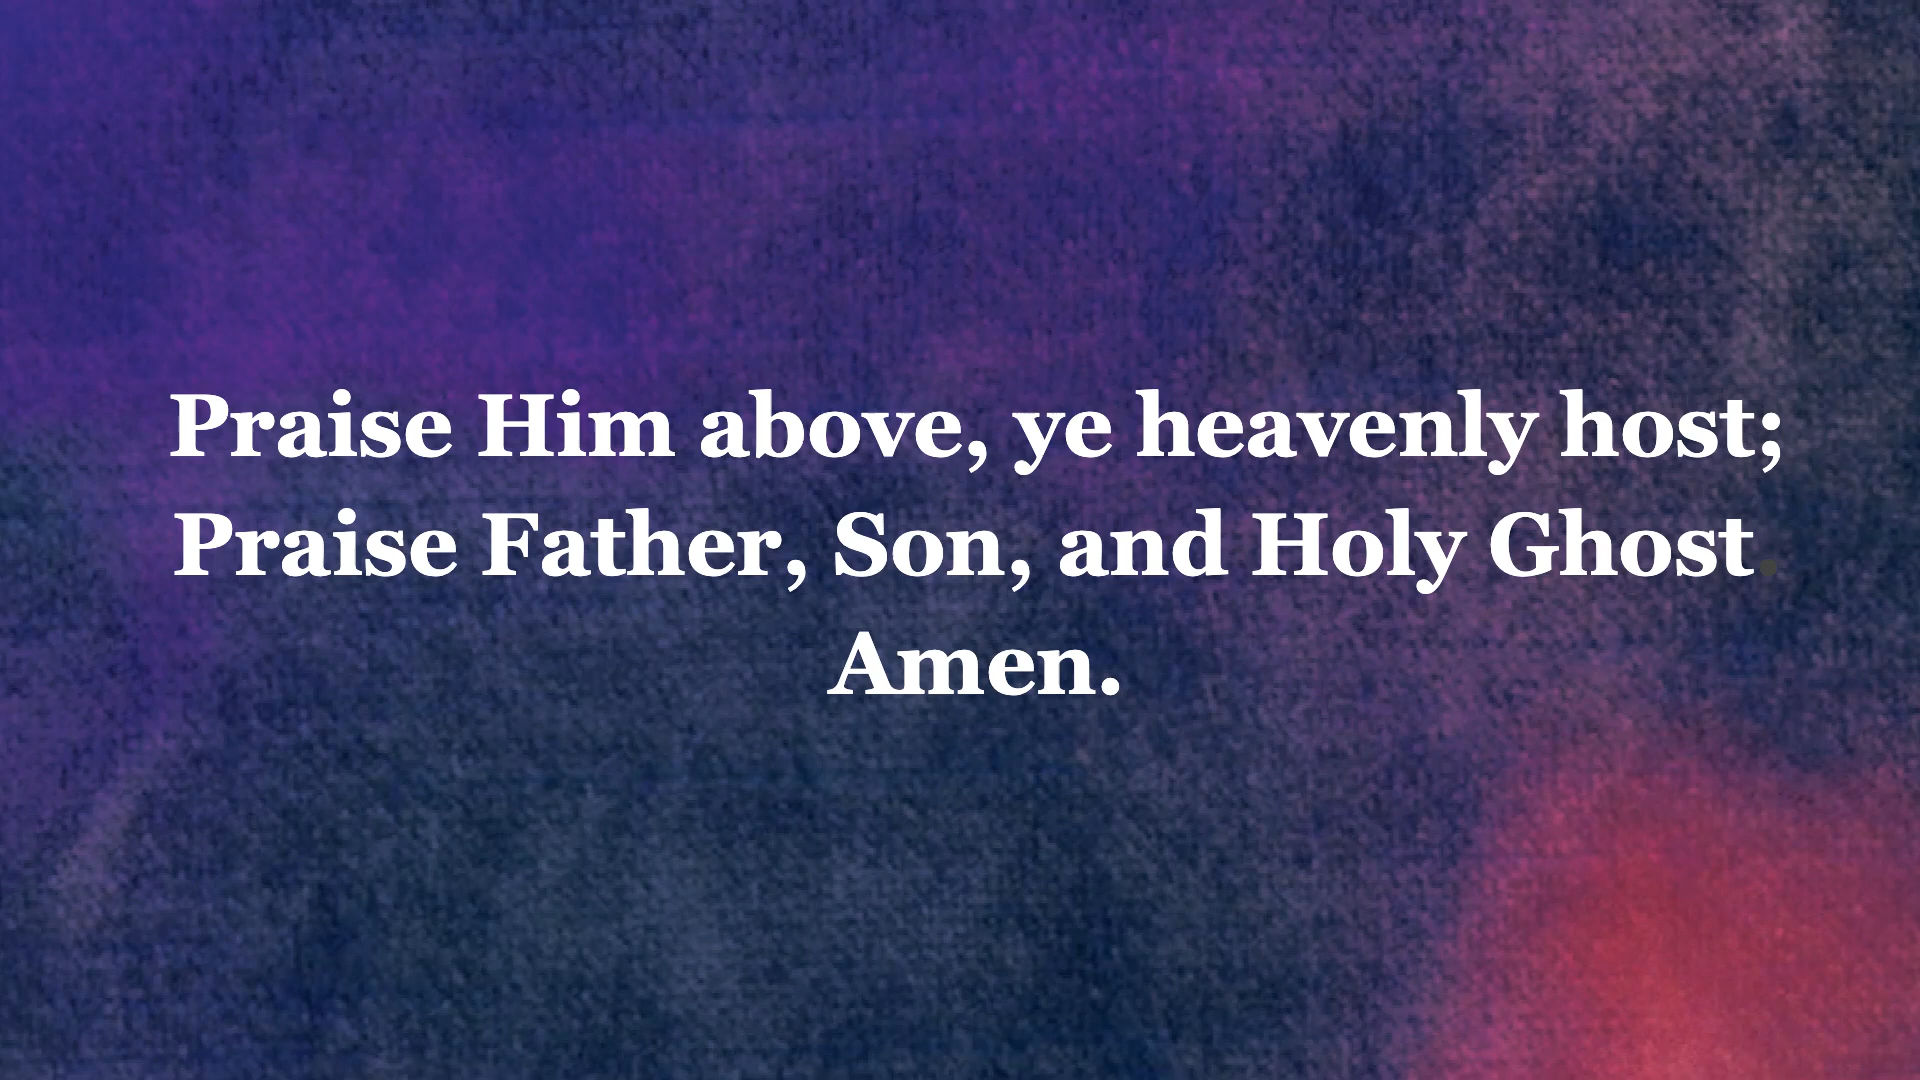 Praise Him above, ye heavenly host;
Praise Father, Son, and Holy Ghost.
Amen.